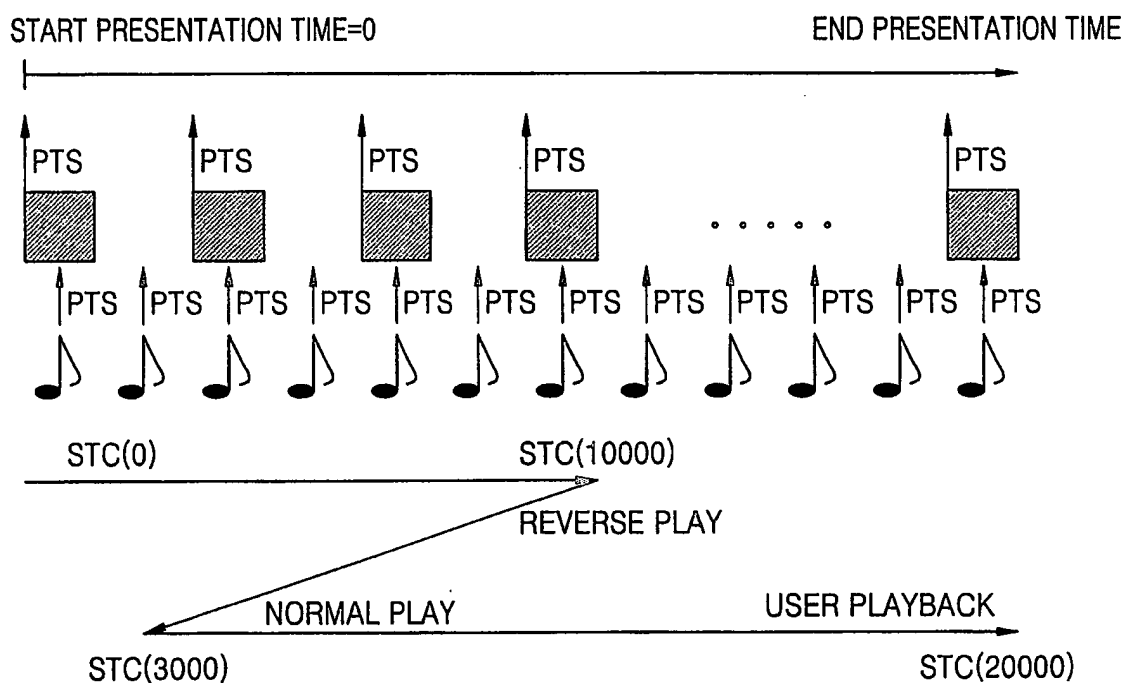 START PRESENTATION TIME=0 END PRESENTATION TIME
PTS PTS PTS PTS PTS
PTS PTS PTS PTS PTS PTS PTS PTS PTS PTS PTS PTS
STC(0) STC(10000)
REVERSE PLAY
NORMAL PLAY USER PLAYBACK
STC(3000) STC(20000)